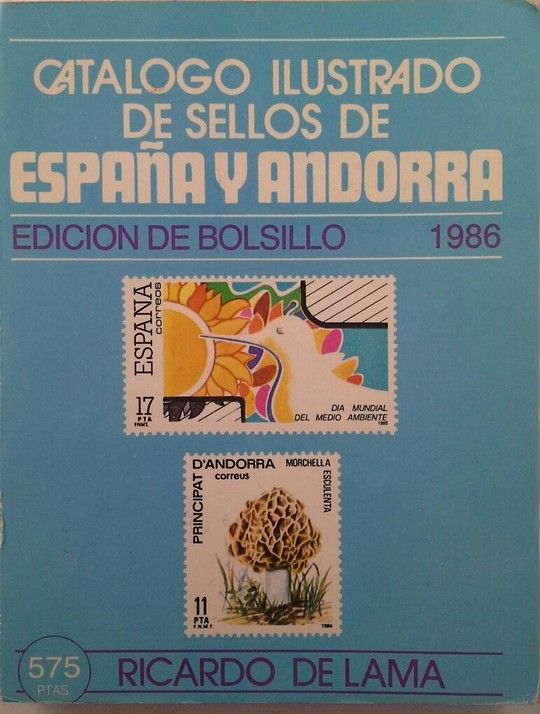 CATALOGO ILUSTRADO
DE SELLOS DE
ESPAÑA Y ANDORRA
EDICION DE BOLSILLO 1986
ESPAÑA
correos
17
PTA
F.N.M.T.
DIA MUNDIAL
DEL MEDIO AMBIENTE
1985
PRINCIPAT
D'ANDORRA
correus
MORCHELLA
ESCULENTA
11
PTA
F.N.M.T.
1984
575
PTAS.
RICARDO DE LAMA